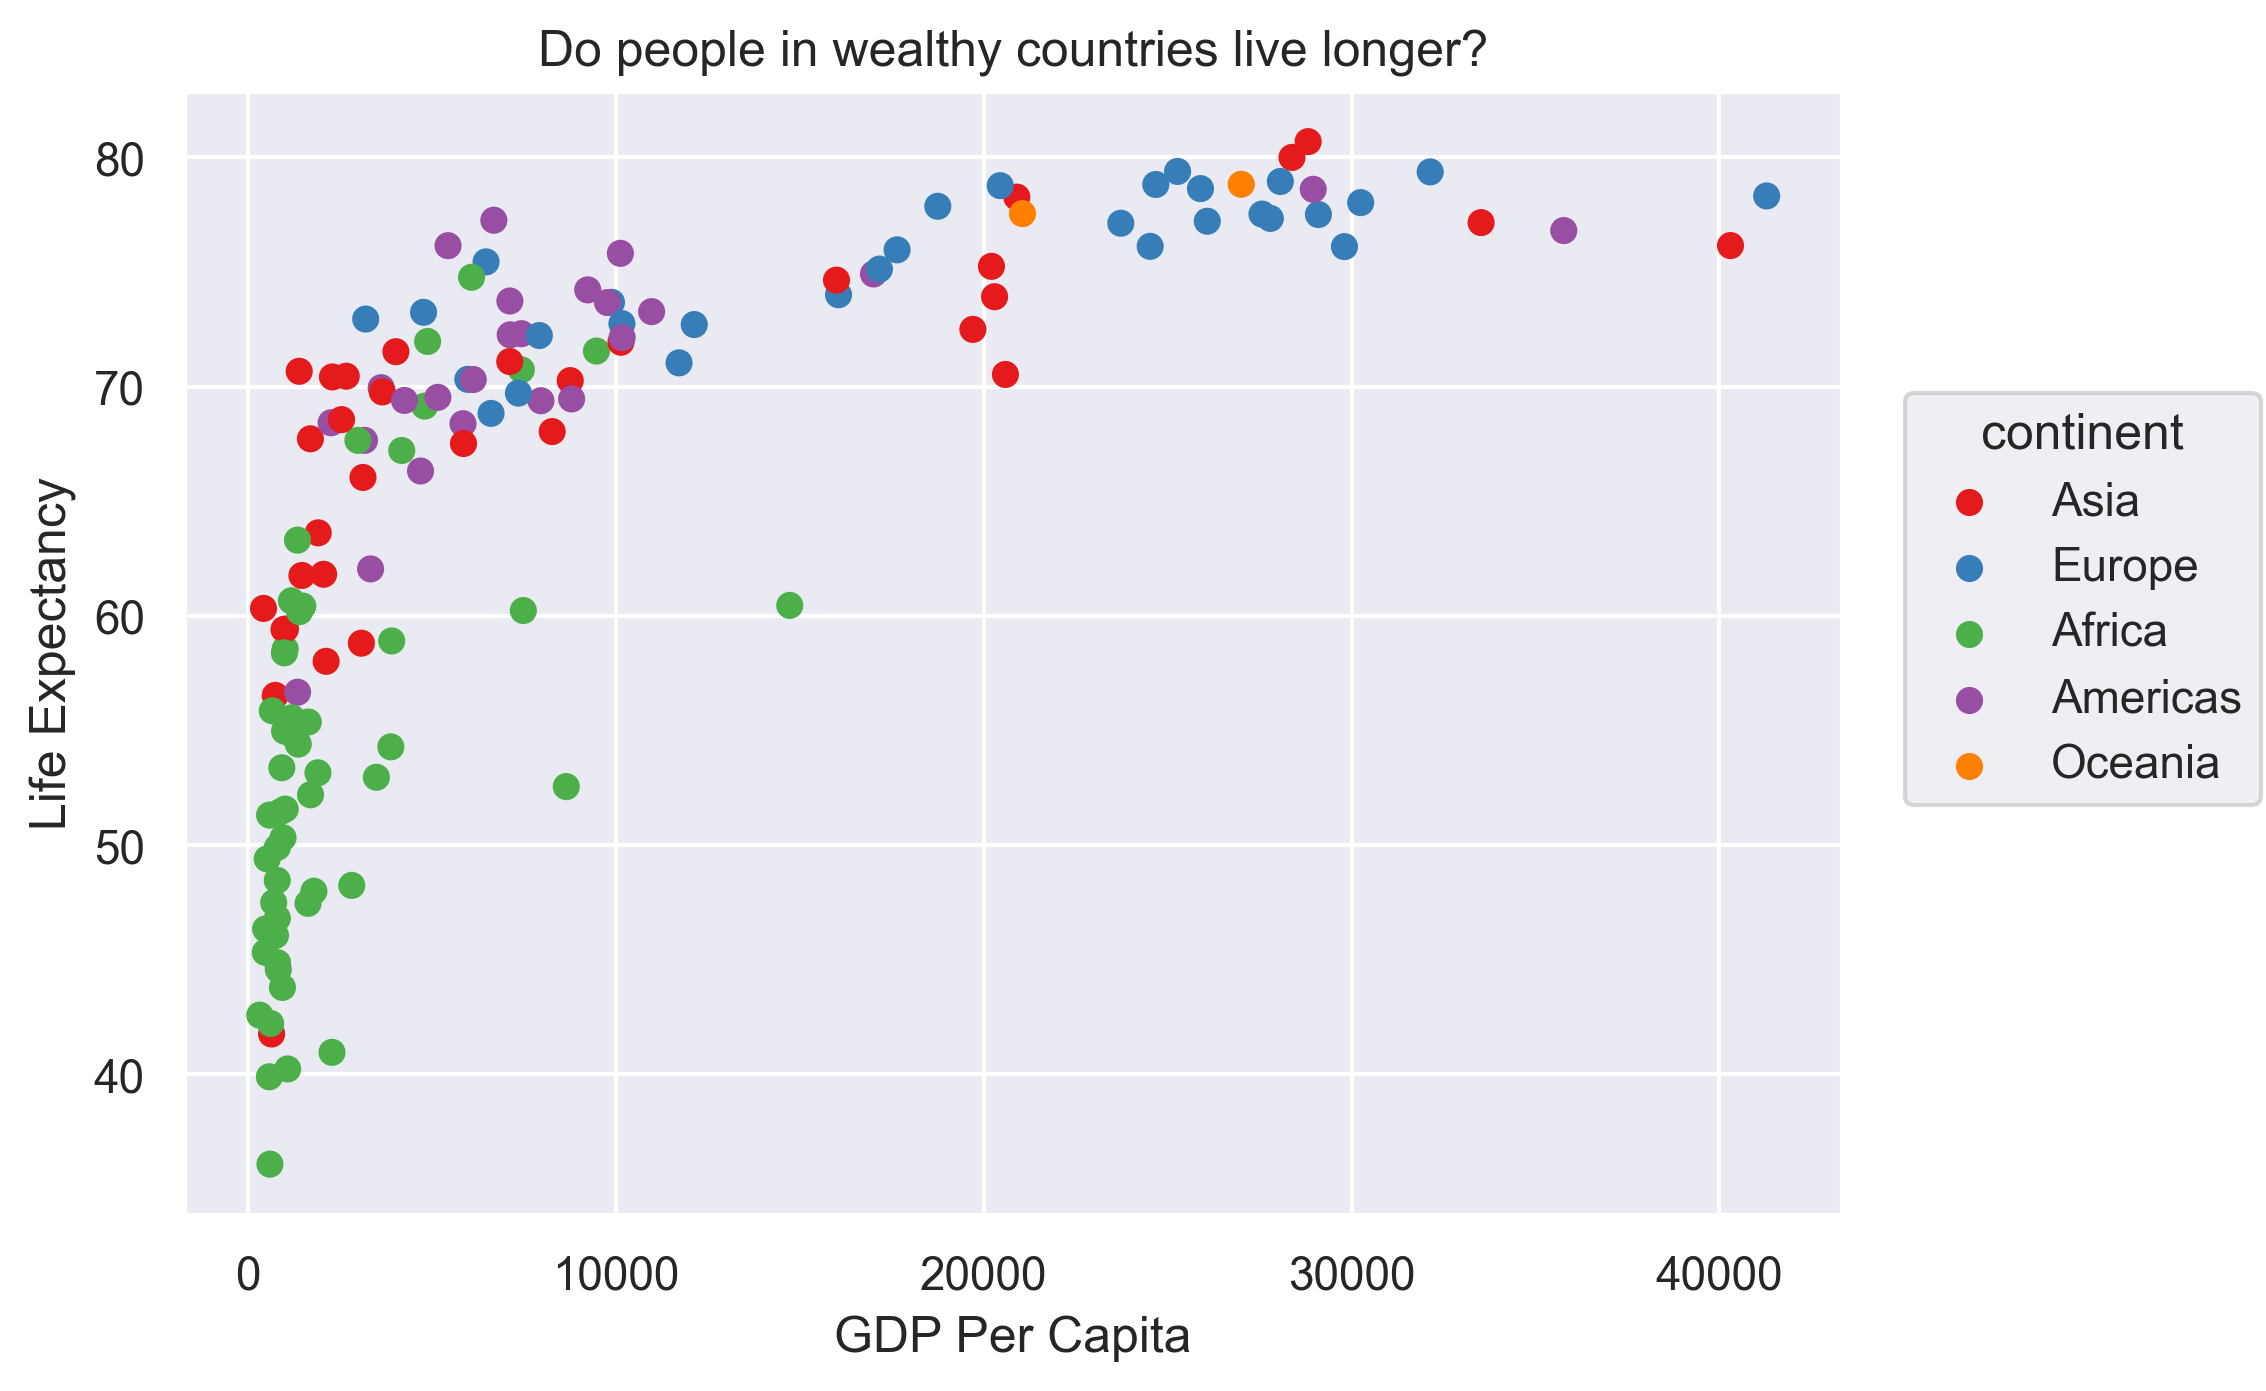 Do people in wealthy countries live longer?
80
70
60
50
40
Life Expectancy
0 10000 20000 30000 40000
GDP Per Capita
continent
Asia
Europe
Africa
Americas
Oceania